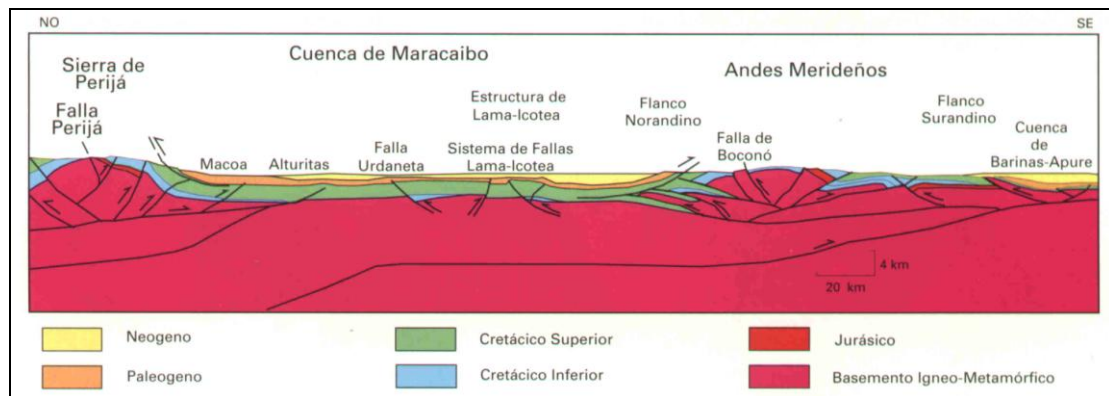 NO
SE
Cuenca de Maracaibo
Sierra de
Perijá
Andes Merideños
Falla
Perijá
Estructura de
Lama-Icotea
Flanco
Norandino
Flanco
Surandino
Macoa
Alturitas
Falla
Urdaneta
Sistema de Fallas
Lama-Icotea
Falla de
Boconó
Cuenca
de
Barinas-Apure
4 km
20 km
Neogeno
Cretácico Superior
Jurásico
Paleogeno
Cretácico Inferior
Basemento Igneo-Metamórfico